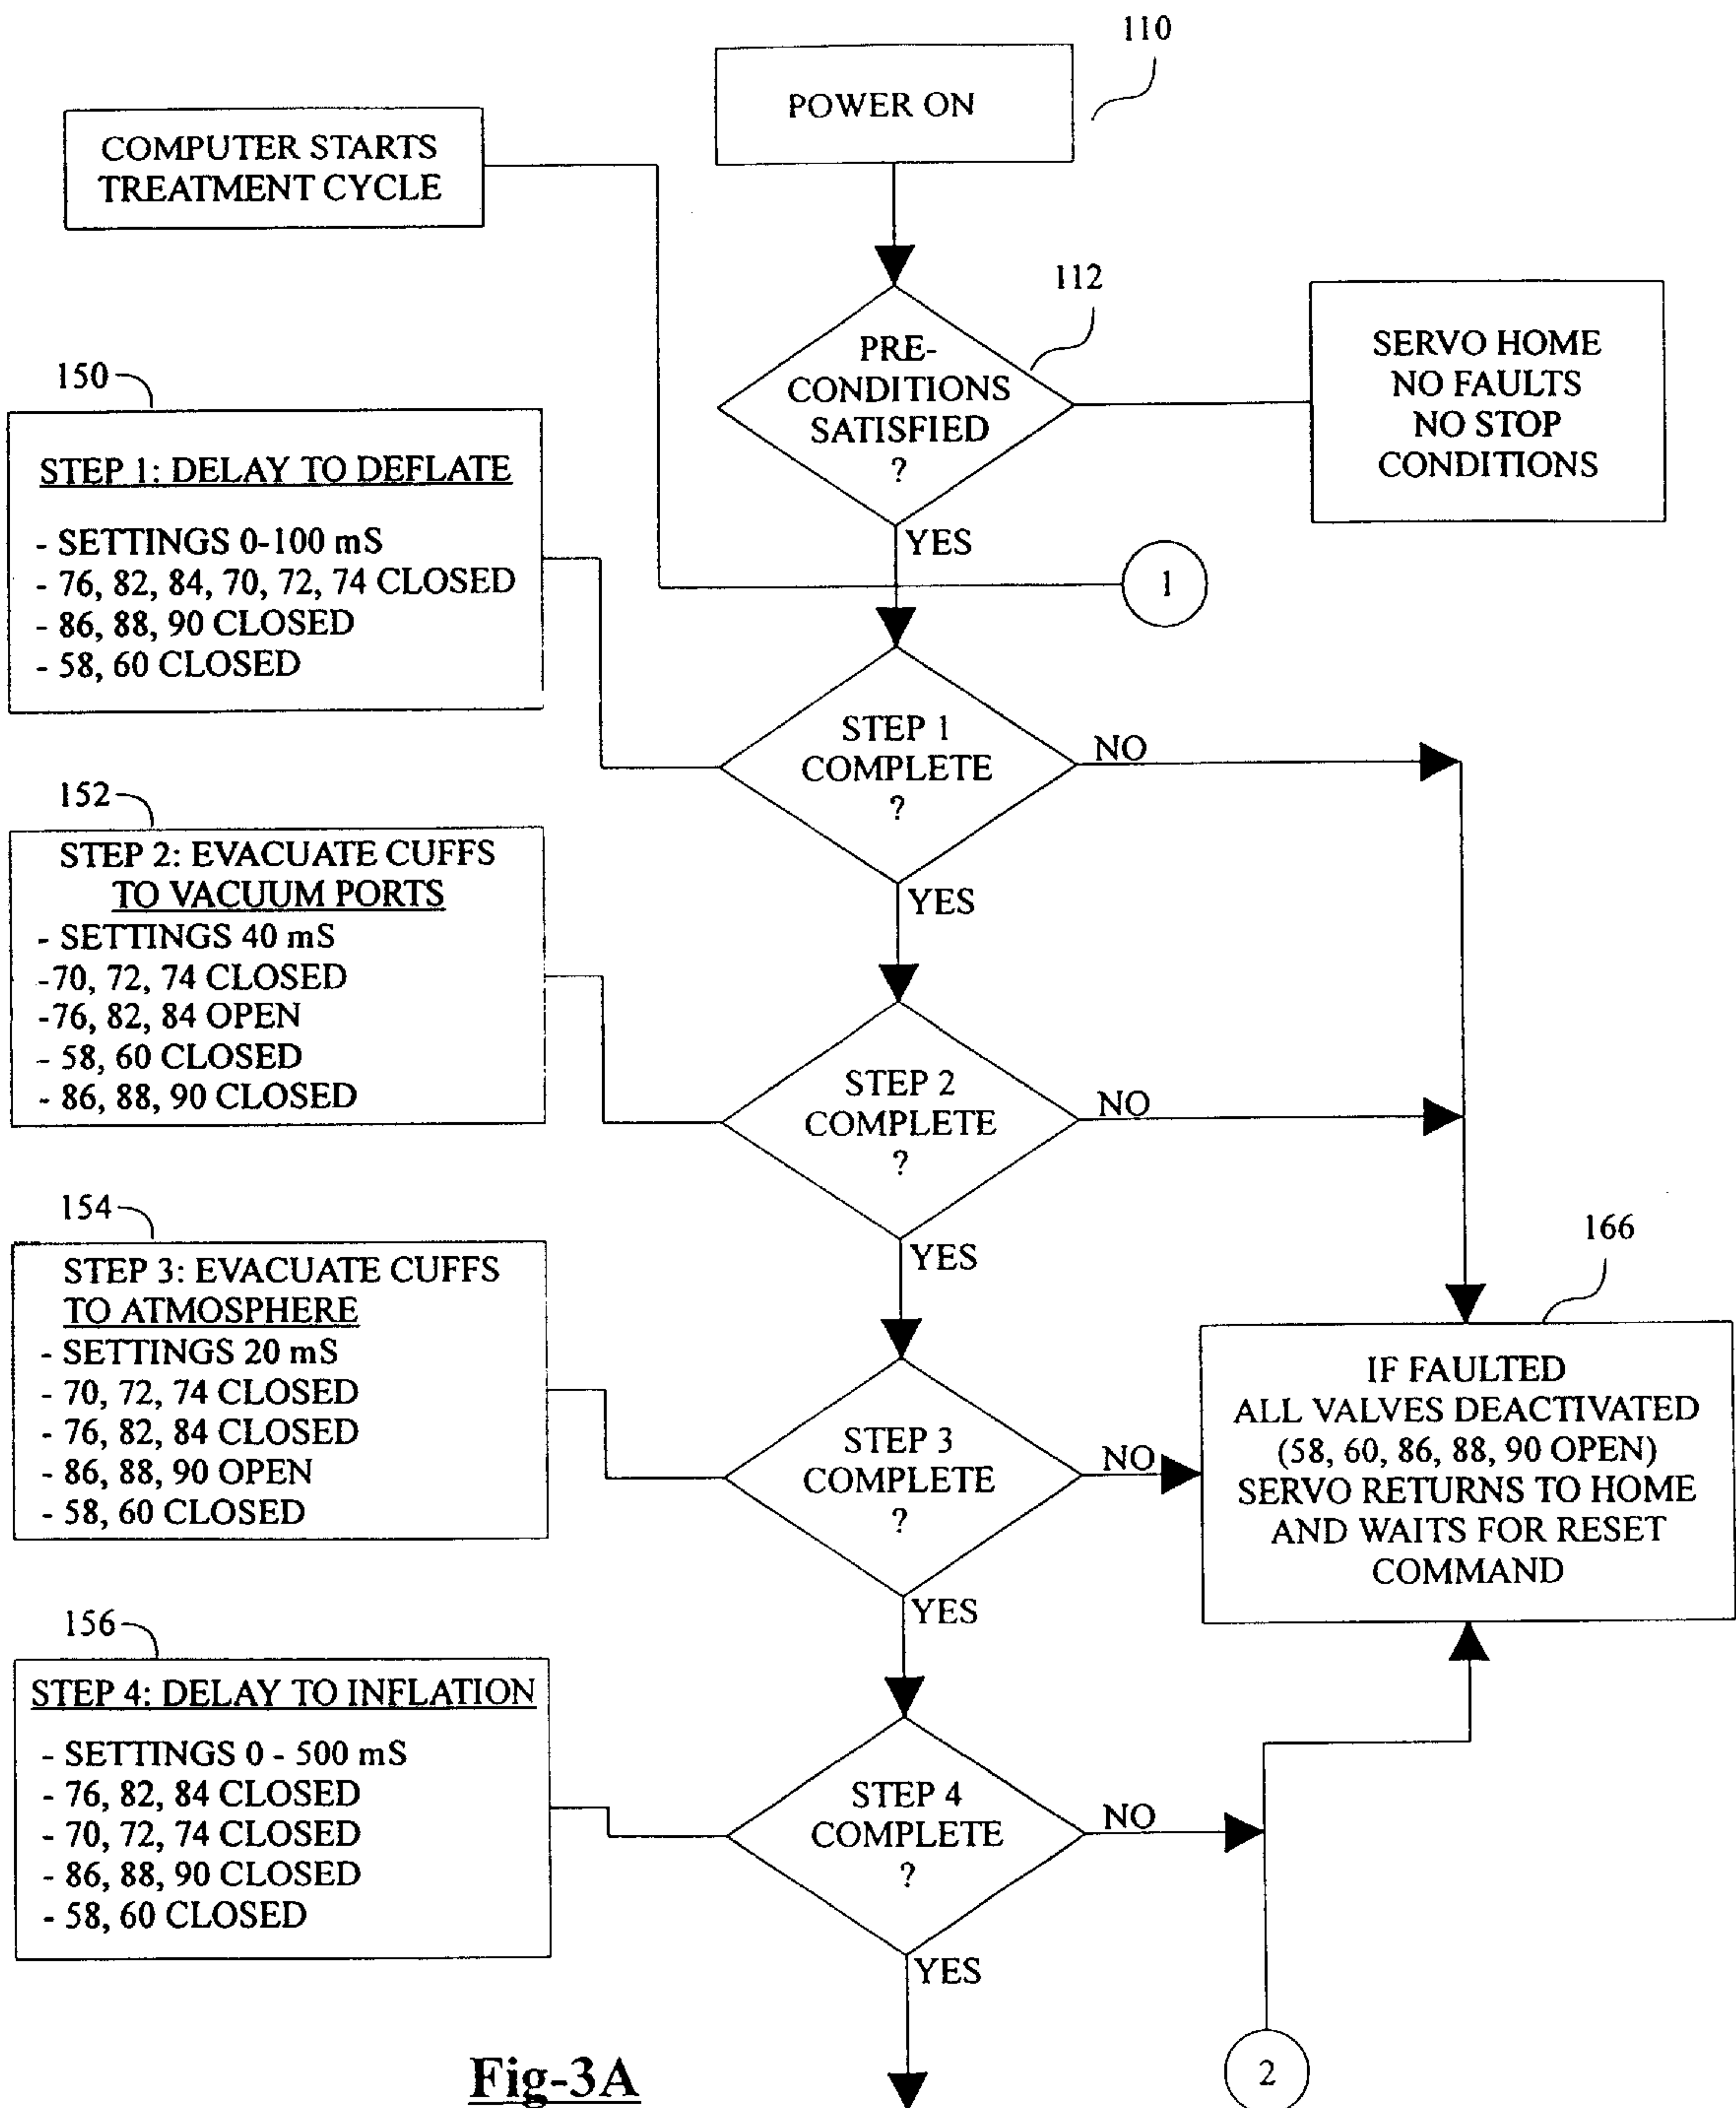 110
POWER ON
COMPUTER STARTS
TREATMENT CYCLE
112
PRE-
CONDITIONS
SATISFIED
?
SERVO HOME
NO FAULTS
NO STOP
CONDITIONS
YES
1
150
STEP 1: DELAY TO DEFLATE
- SETTINGS 0-100 mS
- 76, 82, 84, 70, 72, 74 CLOSED
- 86, 88, 90 CLOSED
- 58, 60 CLOSED
STEP 1
COMPLETE
?
NO
YES
152
STEP 2: EVACUATE CUFFS
TO VACUUM PORTS
- SETTINGS 40 mS
-70, 72, 74 CLOSED
-76, 82, 84 OPEN
- 58, 60 CLOSED
- 86, 88, 90 CLOSED
STEP 2
COMPLETE
?
NO
YES
154
STEP 3: EVACUATE CUFFS
TO ATMOSPHERE
- SETTINGS 20 mS
- 70, 72, 74 CLOSED
- 76, 82, 84 CLOSED
- 86, 88, 90 OPEN
- 58, 60 CLOSED
STEP 3
COMPLETE
?
NO
YES
166
IF FAULTED
ALL VALVES DEACTIVATED
(58, 60, 86, 88, 90 OPEN)
SERVO RETURNS TO HOME
AND WAITS FOR RESET
COMMAND
156
STEP 4: DELAY TO INFLATION
- SETTINGS 0 - 500 mS
- 76, 82, 84 CLOSED
- 70, 72, 74 CLOSED
- 86, 88, 90 CLOSED
- 58, 60 CLOSED
STEP 4
COMPLETE
?
NO
YES
2
Fig-3A